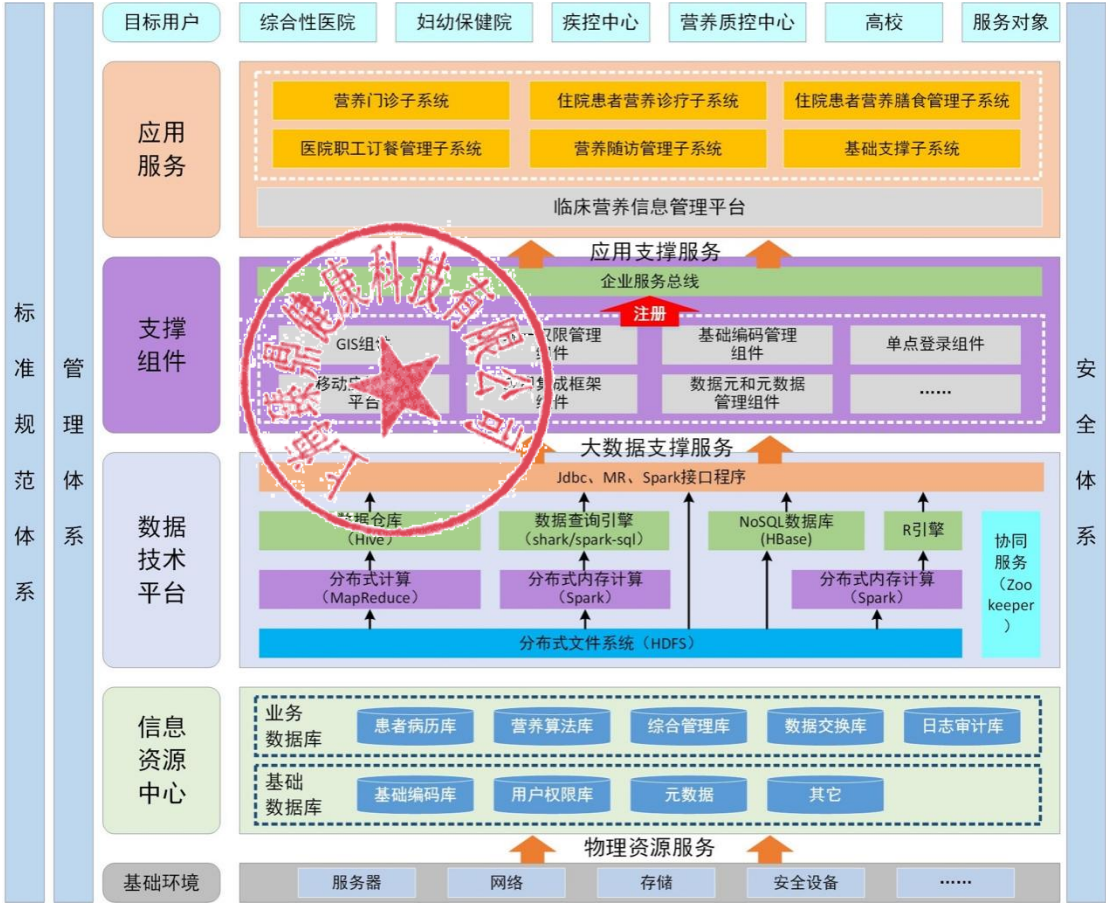 目标用户
综合性医院
妇幼保健院
疾控中心
营养质控中心
高校
服务对象
标准规范体系
管理体系
安全体系
应用
服务
营养门诊子系统
住院患者营养诊疗子系统
住院患者营养膳食管理子系统
医院职工订餐管理子系统
营养随访管理子系统
基础支撑子系统
临床营养信息管理平台
应用支撑服务
支撑
组件
企业服务总线
注册
GIS组件
权限管理
组件
基础编码管理
组件
单点登录组件
移动
平台
集成框架
组件
数据元和元数据
管理组件
......
健康科技有限公司
大数据支撑服务
数据
技术
平台
Jdbc、MR、Spark接口程序
数据仓库
(Hive)
数据查询引擎
(shark/spark-sql)
NoSQL数据库
(HBase)
R引擎
分布式计算
(MapReduce)
分布式内存计算
(Spark)
分布式内存计算
(Spark)
协同
服务
(Zoo
keeper
)
分布式文件系统(HDFS)
信息
资源
中心
业务
数据库
患者病历库
营养算法库
综合管理库
数据交换库
日志审计库
基础
数据库
基础编码库
用户权限库
元数据
其它
物理资源服务
基础环境
服务器
网络
存储
安全设备
......